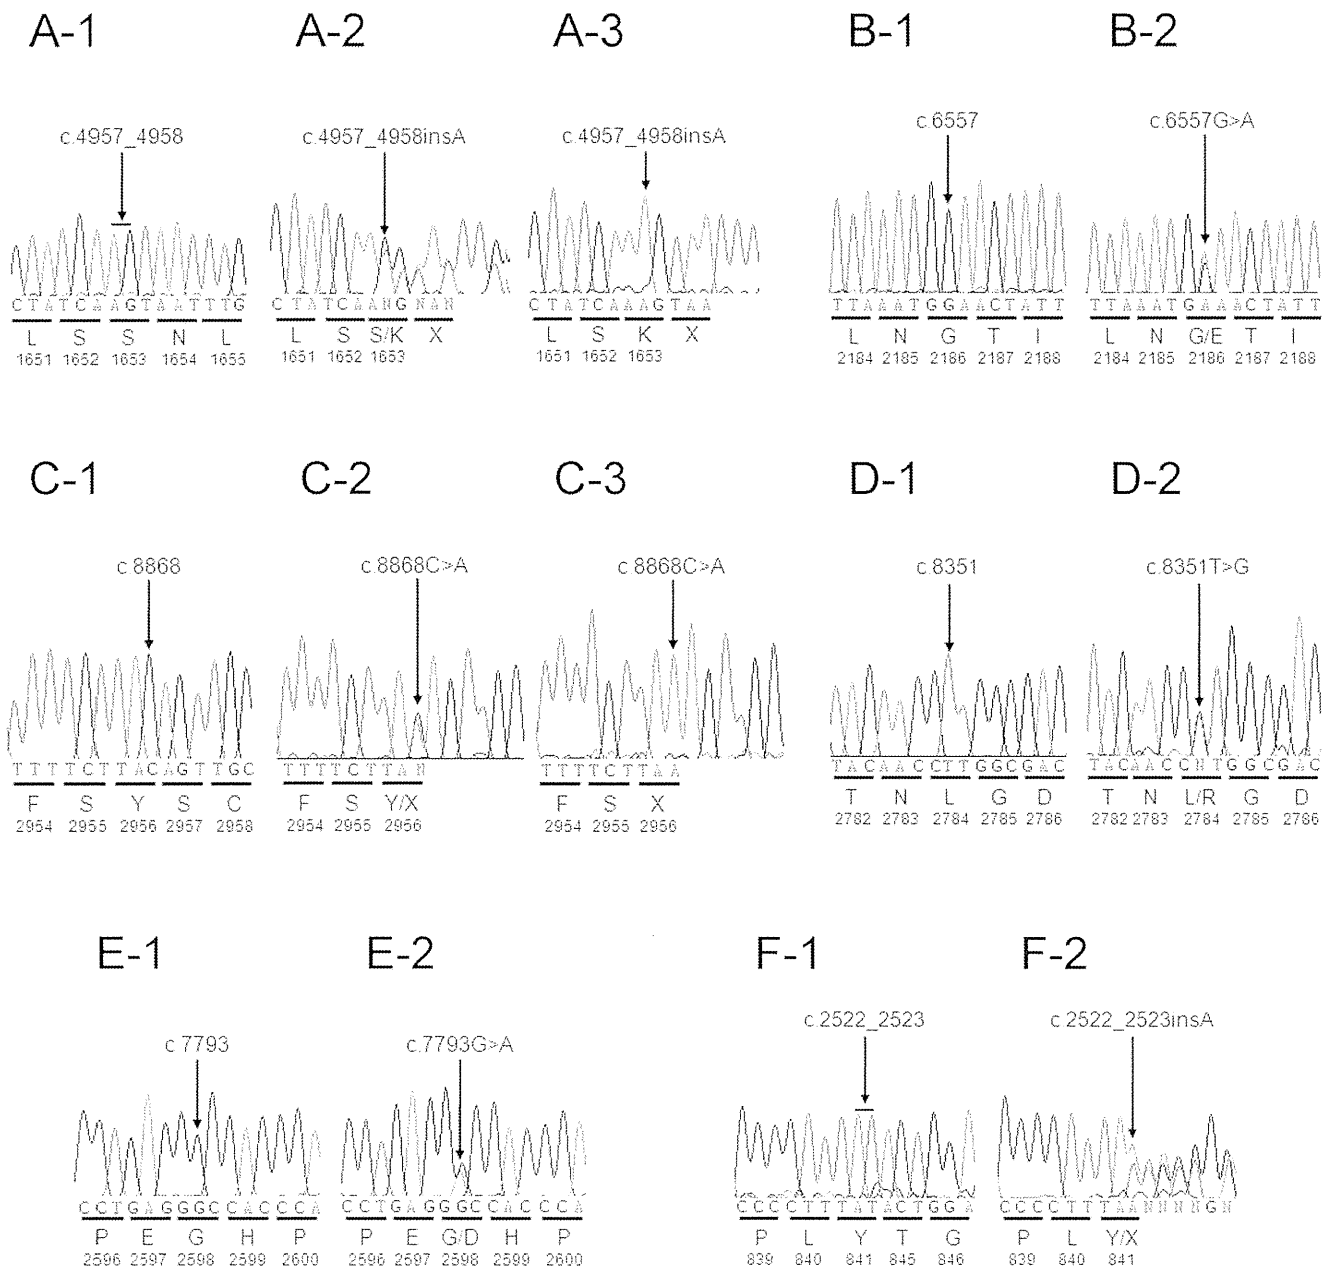 A-1 A-2 A-3 B-1 B-2
c.4957_4958 c.4957_4958insA c.4957_4958insA c.6557 c.6557G>A
CTATCAAGTAATTTG CTATCAANGNAN CTATCAAAGTAA TTAAATGGAACTATT TTAAATGAAACTATT
L S S N L L S S/K X L S K X L N G T I L N G/E T I
1651 1652 1653 1654 1655 1651 1652 1653 1651 1652 1653 2184 2185 2186 2187 2188 2184 2185 2186 2187 2188
C-1 C-2 C-3 D-1 D-2
c.8868 c.8868C>A c.8868C>A c.8351 c.8351T>G
TTTTCTTACAGTTGC TTTTCTTAN TTTTCTTAA TACAACCTTGGCGAC TACAACCNTGGCGAC
F S Y S C F S Y/X F S X T N L G D T N L/R G D
2954 2955 2956 2957 2958 2954 2955 2956 2954 2955 2956 2782 2783 2784 2785 2786 2782 2783 2784 2785 2786
E-1 E-2 F-1 F-2
c.7793 c.7793G>A c.2522_2523 c.2522_2523insA
CCTGAGGGCCACCCA CCTGAGGGCCACCCA CCCCTTTATACTGGA CCCCTTTAANNNNGN
P E G H P P E G/D H P P L Y T G P L Y/X
2596 2597 2598 2599 2600 2596 2597 2598 2599 2600 839 840 841 845 846 839 840 841